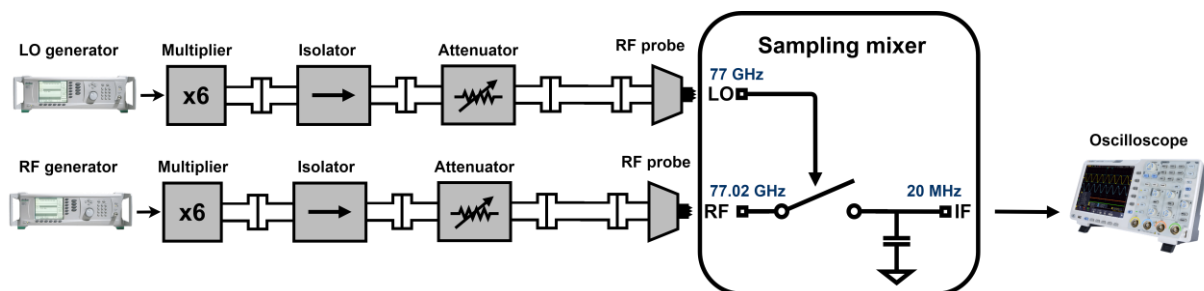 LO generator
Multiplier
Isolator
Attenuator
RF probe
Sampling mixer
x6
77 GHz
LO
RF generator
Multiplier
Isolator
Attenuator
RF probe
x6
77.02 GHz
RF
20 MHz
IF
Oscilloscope